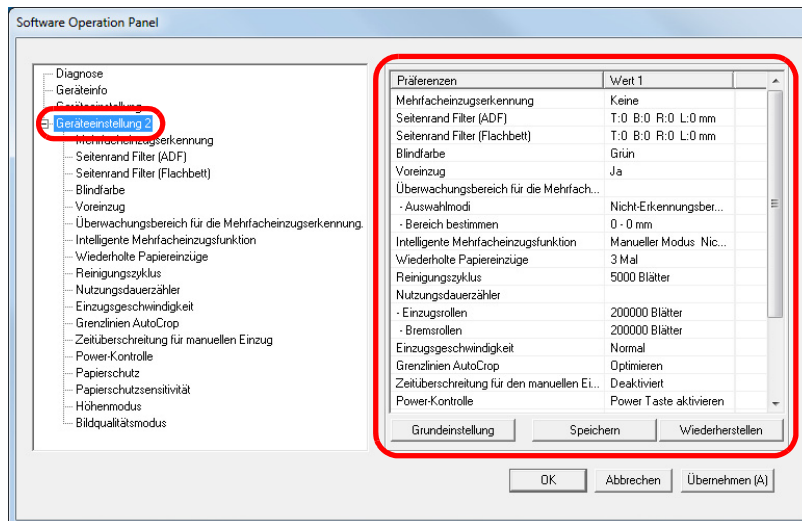 Software Operation Panel
Diagnose
Geräteinfo
Geräteeinstellung
Geräteeinstellung 2
Mehrfacheinzugserkennung
Seitenrand Filter (ADF)
Seitenrand Filter (Flachbett)
Blindfarbe
Voreinzug
Überwachungsbereich für die Mehrfacheinzugserkennung.
Intelligente Mehrfacheinzugsfunktion
Wiederholte Papiereinzüge
Reinigungszyklus
Nutzungsdauerzähler
Einzugsgeschwindigkeit
Grenzlinien AutoCrop
Zeitüberschreitung für manuellen Einzug
Power-Kontrolle
Papierschutz
Papierschutzsensitivität
Höhenmodus
Bildqualitätsmodus
Präferenzen Wert 1
Mehrfacheinzugserkennung Keine
Seitenrand Filter (ADF) T:0 B:0 R:0 L:0 mm
Seitenrand Filter (Flachbett) T:0 B:0 R:0 L:0 mm
Blindfarbe Grün
Voreinzug Ja
Überwachungsbereich für die Mehrfach...
- Auswahlmodi Nicht-Erkennungsber...
- Bereich bestimmen 0 - 0 mm
Intelligente Mehrfacheinzugsfunktion Manueller Modus Nic...
Wiederholte Papiereinzüge 3 Mal
Reinigungszyklus 5000 Blätter
Nutzungsdauerzähler
- Einzugsrollen 200000 Blätter
- Bremsrollen 200000 Blätter
Einzugsgeschwindigkeit Normal
Grenzlinien AutoCrop Optimieren
Zeitüberschreitung für den manuellen Ei... Deaktiviert
Power-Kontrolle Power Taste aktivieren
Grundeinstellung Speichern Wiederherstellen
OK Abbrechen Übernehmen (A)